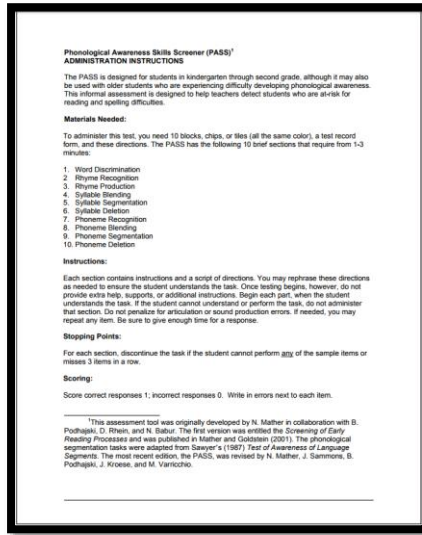 Phonological Awareness Skills Screener (PASS)¹
ADMINISTRATION INSTRUCTIONS
The PASS is designed for students in kindergarten through second grade, although it may also
be used with older students who are experiencing difficulty developing phonological awareness.
This informal assessment is designed to help teachers detect students who are at-risk for
reading and spelling difficulties.
Materials Needed:
To administer this test, you need 10 blocks, chips, or tiles (all the same color), a test record
form, and these directions. The PASS has the following 10 brief sections that require from 1-3
minutes:
1. Word Discrimination
2 Rhyme Recognition
3. Rhyme Production
4. Syllable Blending
5. Syllable Segmentation
6. Syllable Deletion
7. Phoneme Recognition
8. Phoneme Blending
9. Phoneme Segmentation
10. Phoneme Deletion
Instructions:
Each section contains instructions and a script of directions. You may rephrase these directions
as needed to ensure the student understands the task. Once testing begins, however, do not
provide extra help, supports, or additional instructions. Begin each part, when the student
understands the task. If the student cannot understand or perform the task, do not administer
that section. Do not penalize for articulation or sound production errors. If needed, you may
repeat any item. Be sure to give enough time for a response.
Stopping Points:
For each section, discontinue the task if the student cannot perform any of the sample items or
misses 3 items in a row.
Scoring:
Score correct responses 1; incorrect responses 0. Write in errors next to each item.
¹This assessment tool was originally developed by N. Mather in collaboration with B.
Podhajski, D. Rhein, and N. Babur. The first version was entitled the Screening of Early
Reading Processes and was published in Mather and Goldstein (2001). The phonological
segmentation tasks were adapted from Sawyer's (1987) Test of Awareness of Language
Segments. The most recent edition, the PASS, was revised by N. Mather, J. Sammons, B.
Podhajski, J. Kroese, and M. Varricchio.